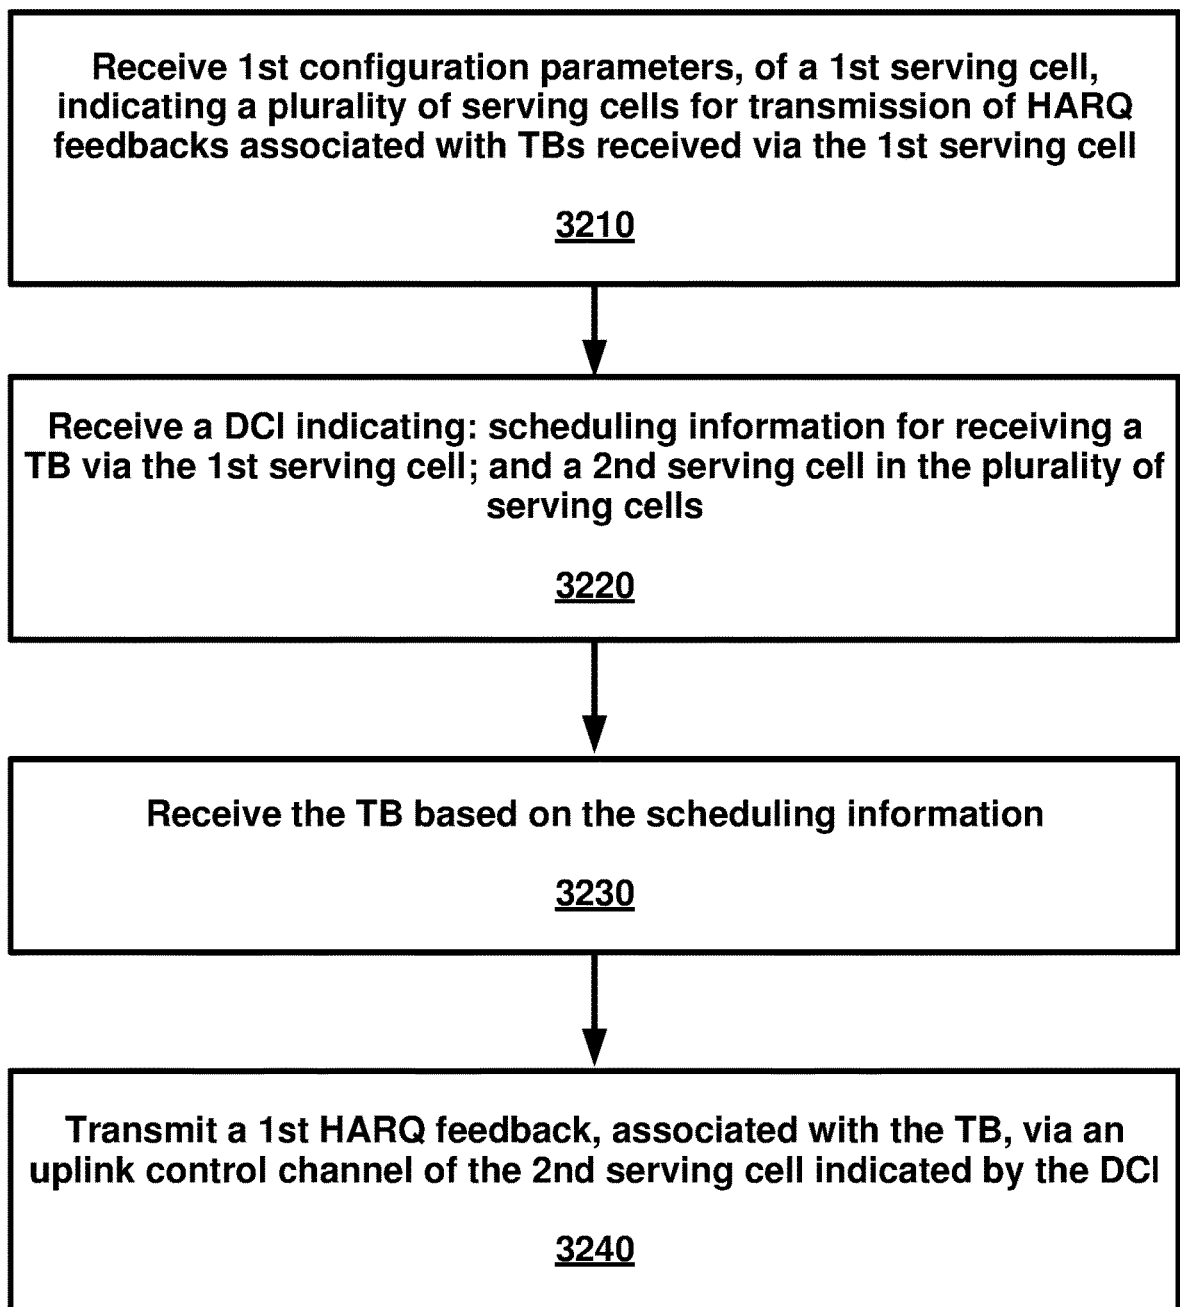 Receive 1st configuration parameters, of a 1st serving cell,
indicating a plurality of serving cells for transmission of HARQ
feedbacks associated with TBs received via the 1st serving cell
3210
Receive a DCI indicating: scheduling information for receiving a
TB via the 1st serving cell; and a 2nd serving cell in the plurality of
serving cells
3220
Receive the TB based on the scheduling information
3230
Transmit a 1st HARQ feedback, associated with the TB, via an
uplink control channel of the 2nd serving cell indicated by the DCI
3240